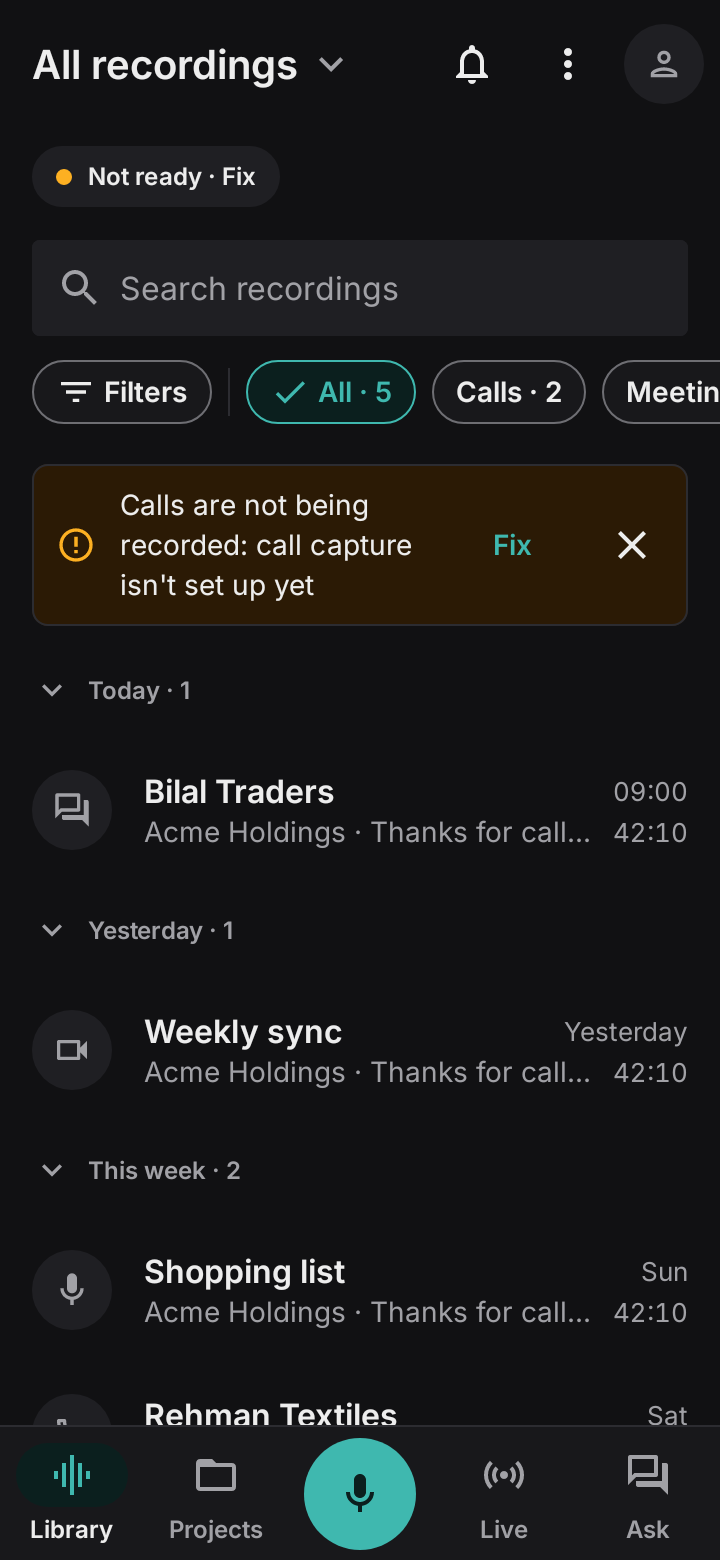 All recordings
Not ready · Fix
Search recordings
Filters
All · 5
Calls · 2
Meetin
Calls are not being
recorded: call capture
isn't set up yet
Fix
Today · 1
Bilal Traders 09:00
Acme Holdings · Thanks for call... 42:10
Yesterday · 1
Weekly sync Yesterday
Acme Holdings · Thanks for call... 42:10
This week · 2
Shopping list Sun
Acme Holdings · Thanks for call... 42:10
Rehman Textiles Sat
Library
Projects
Live
Ask